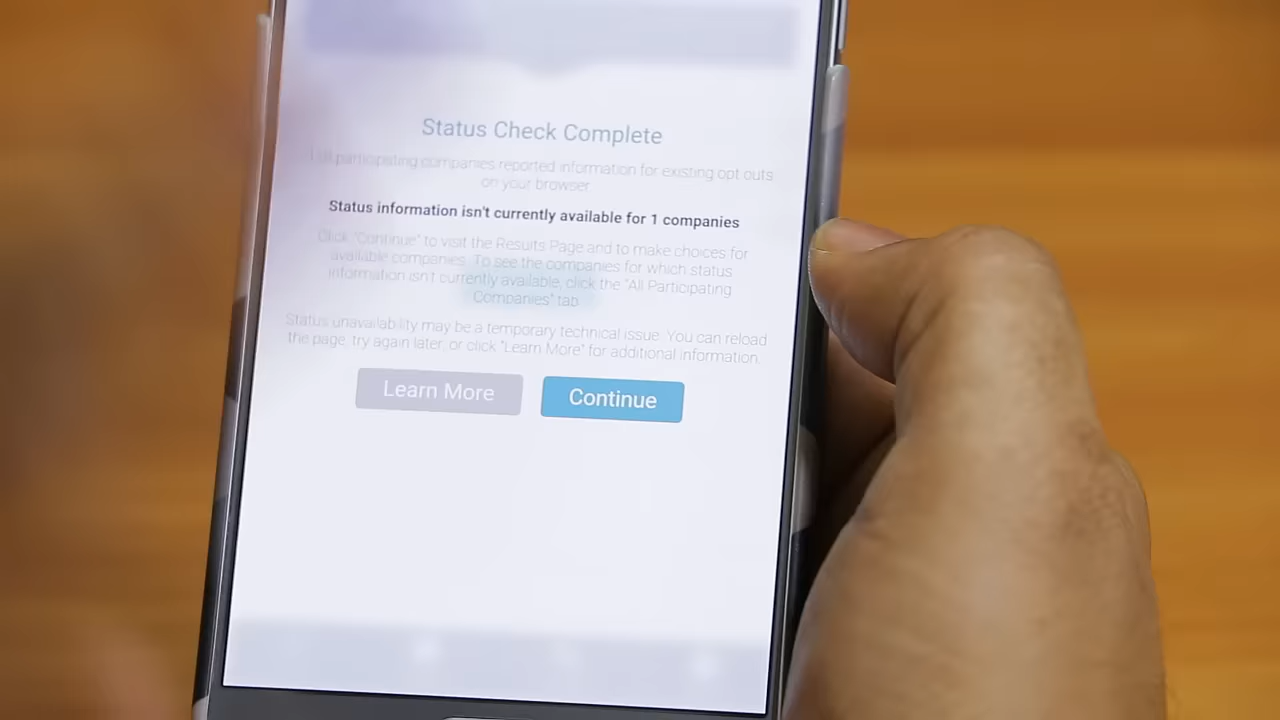 Status Check Complete
participating companies reported information for existing opt outs
on your browser
Status information isn't currently available for 1 companies
Click "Continue" to visit the Results Page and to make choices for
available companies. To see the companies for which status
information isn't currently available, click the "All Participating
Companies" tab
Status unavailability may be a temporary technical issue. You can reload
the page, try again later, or click "Learn More" for additional information.
Learn More
Continue